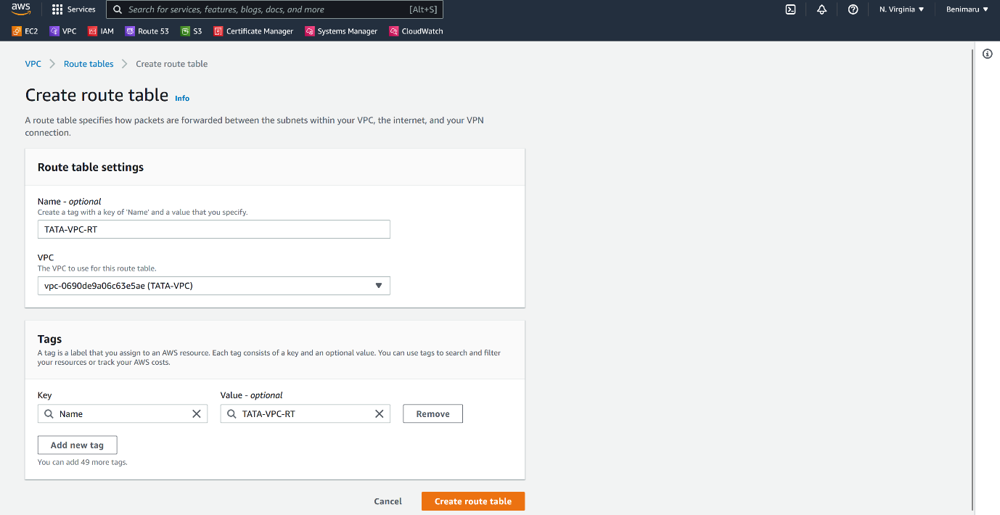 aws Services Search for services, features, blogs, docs, and more [Alt+S] N. Virginia Benimaru
EC2 VPC IAM Route 53 S3 Certificate Manager Systems Manager CloudWatch
VPC Route tables Create route table
Create route table Info
A route table specifies how packets are forwarded between the subnets within your VPC, the internet, and your VPN
connection.
Route table settings
Name - optional
Create a tag with a key of 'Name' and a value that you specify.
TATA-VPC-RT
VPC
The VPC to use for this route table.
vpc-0690de9a06c63e5ae (TATA-VPC)
Tags
A tag is a label that you assign to an AWS resource. Each tag consists of a key and an optional value. You can use tags to search and filter
your resources or track your AWS costs.
Key Value - optional
Name TATA-VPC-RT Remove
Add new tag
You can add 49 more tags.
Cancel Create route table